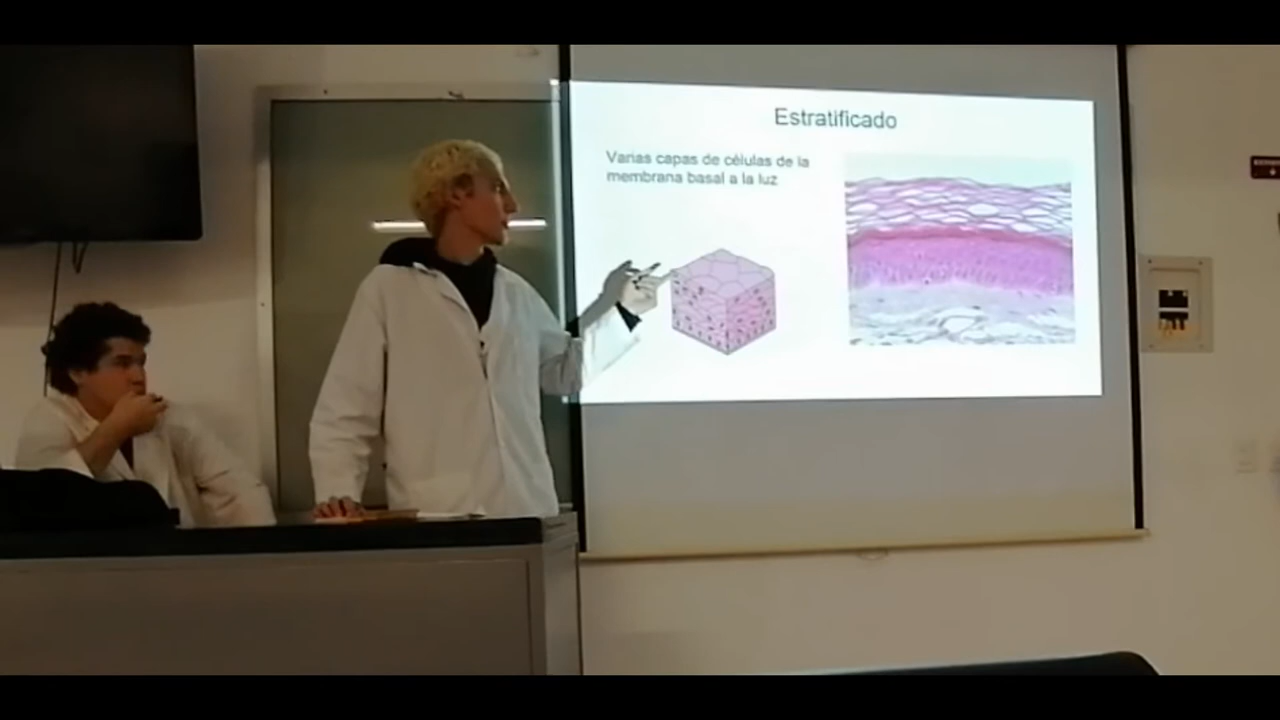 Estratificado
Varias capas de células de la
membrana basal a la luz